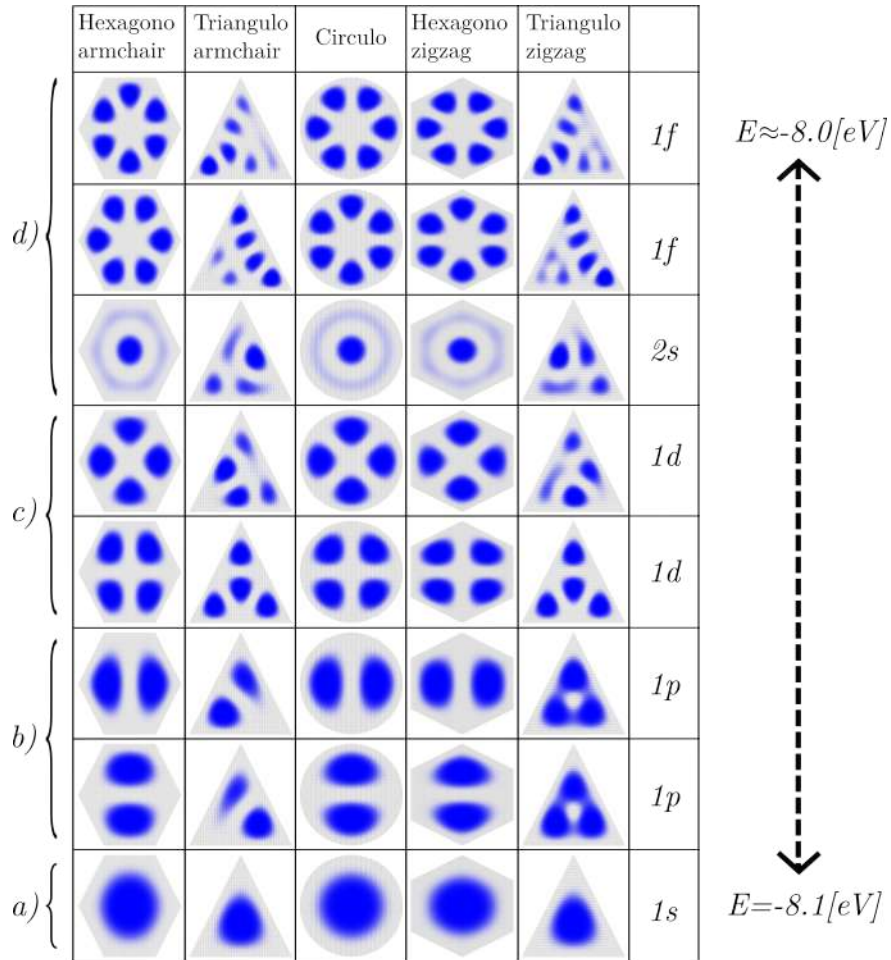 Hexagono
armchair
Triangulo
armchair
Circulo
Hexagono
zigzag
Triangulo
zigzag
1f
E≈-8.0[eV]
d)
1f
2s
c)
1d
1d
b)
1p
1p
a)
1s
E=-8.1[eV]